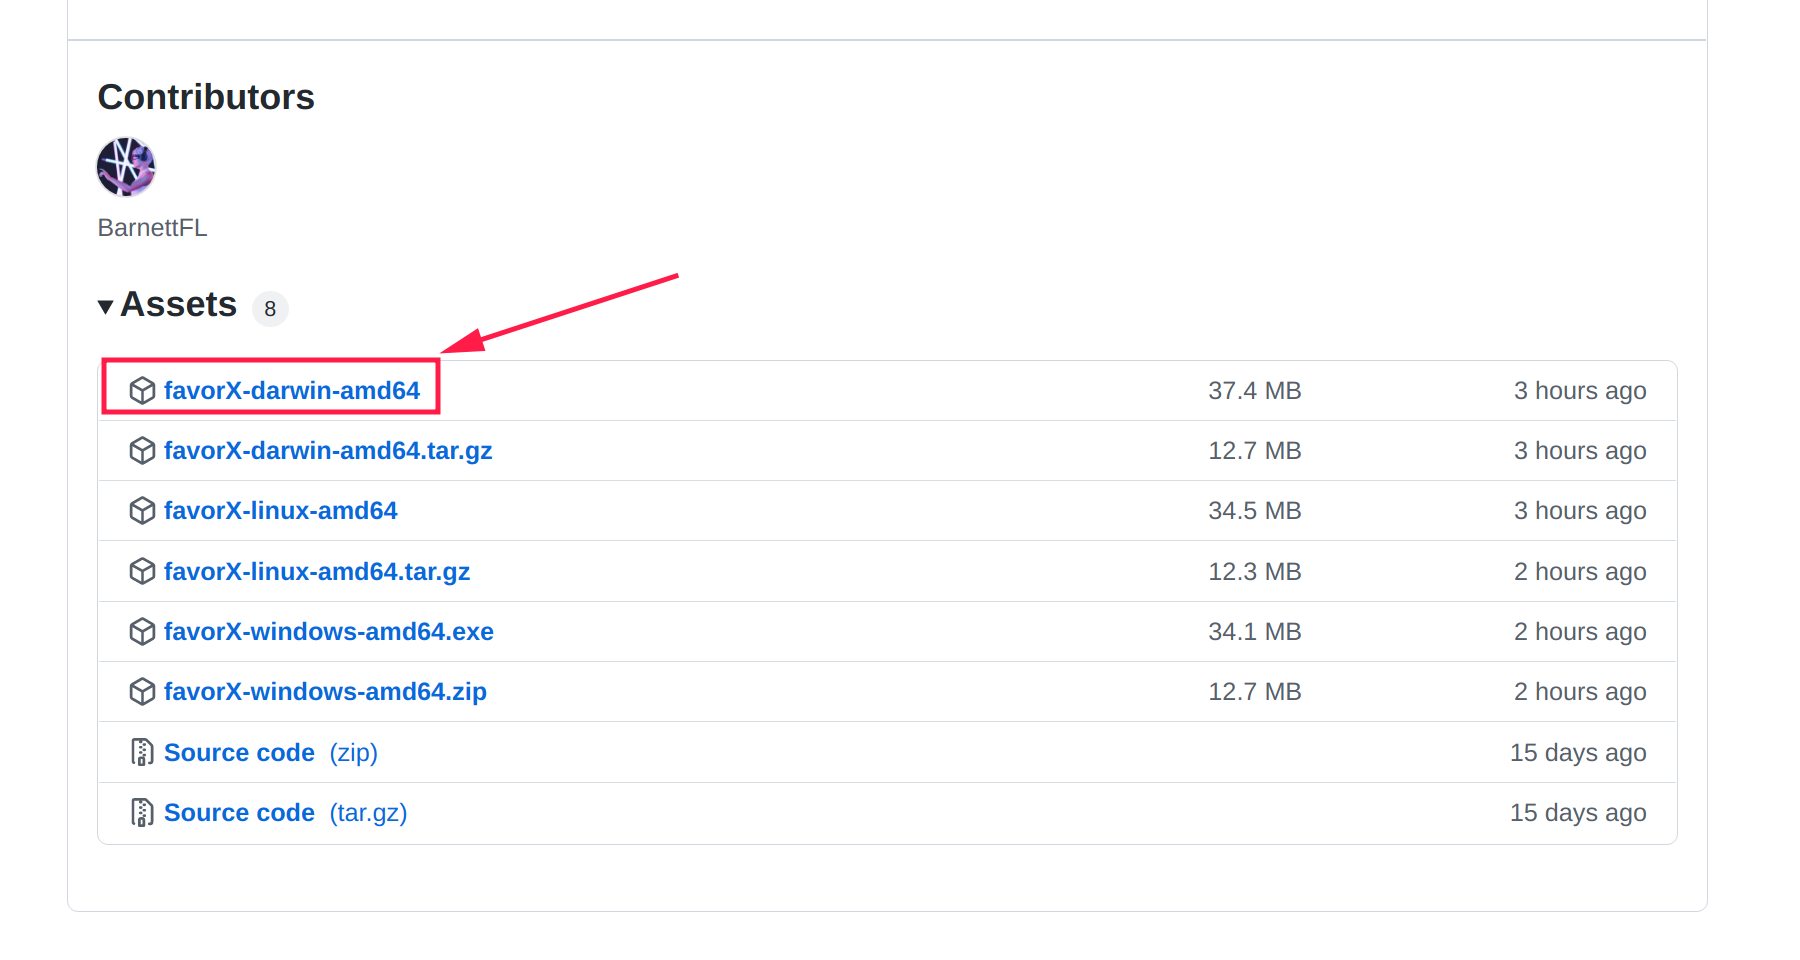 Contributors
BarnettFL
Assets 8
favorX-darwin-amd64 37.4 MB 3 hours ago
favorX-darwin-amd64.tar.gz 12.7 MB 3 hours ago
favorX-linux-amd64 34.5 MB 3 hours ago
favorX-linux-amd64.tar.gz 12.3 MB 2 hours ago
favorX-windows-amd64.exe 34.1 MB 2 hours ago
favorX-windows-amd64.zip 12.7 MB 2 hours ago
Source code (zip) 15 days ago
Source code (tar.gz) 15 days ago